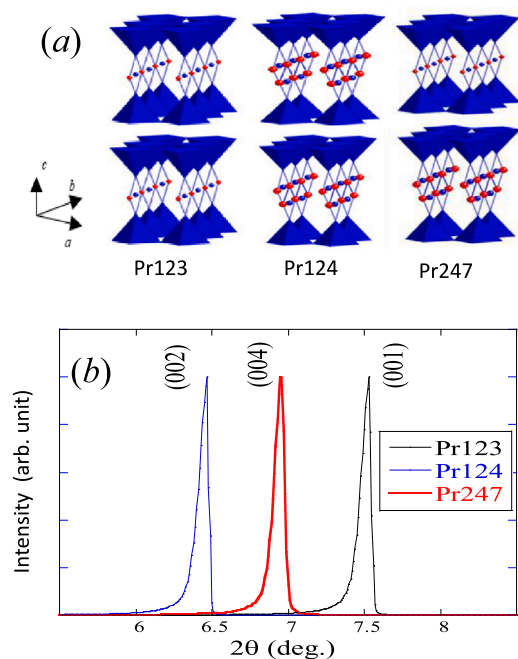 (a)
c
b
a
Pr123
Pr124
Pr247
(b)
(002)
(004)
(001)
Intensity (arb. unit)
Pr123
Pr124
Pr247
6
6.5
7
7.5
8
2θ (deg.)